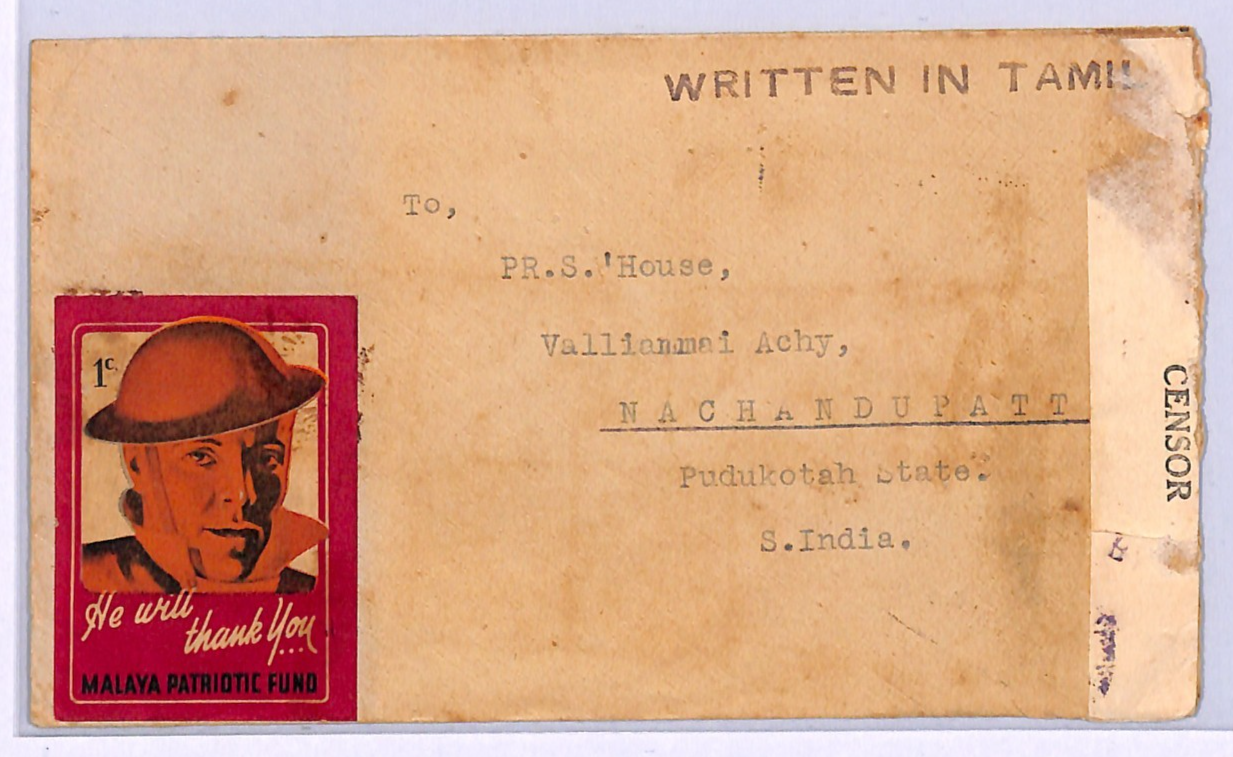 WRITTEN IN TAMIL
To,
PR.S.'House,
Valliammai Achy,
NACHANDUPATT
Pudukotah State.
S.India.
CENSOR
1c
He will
thank You...
MALAYA PATRIOTIC FUND